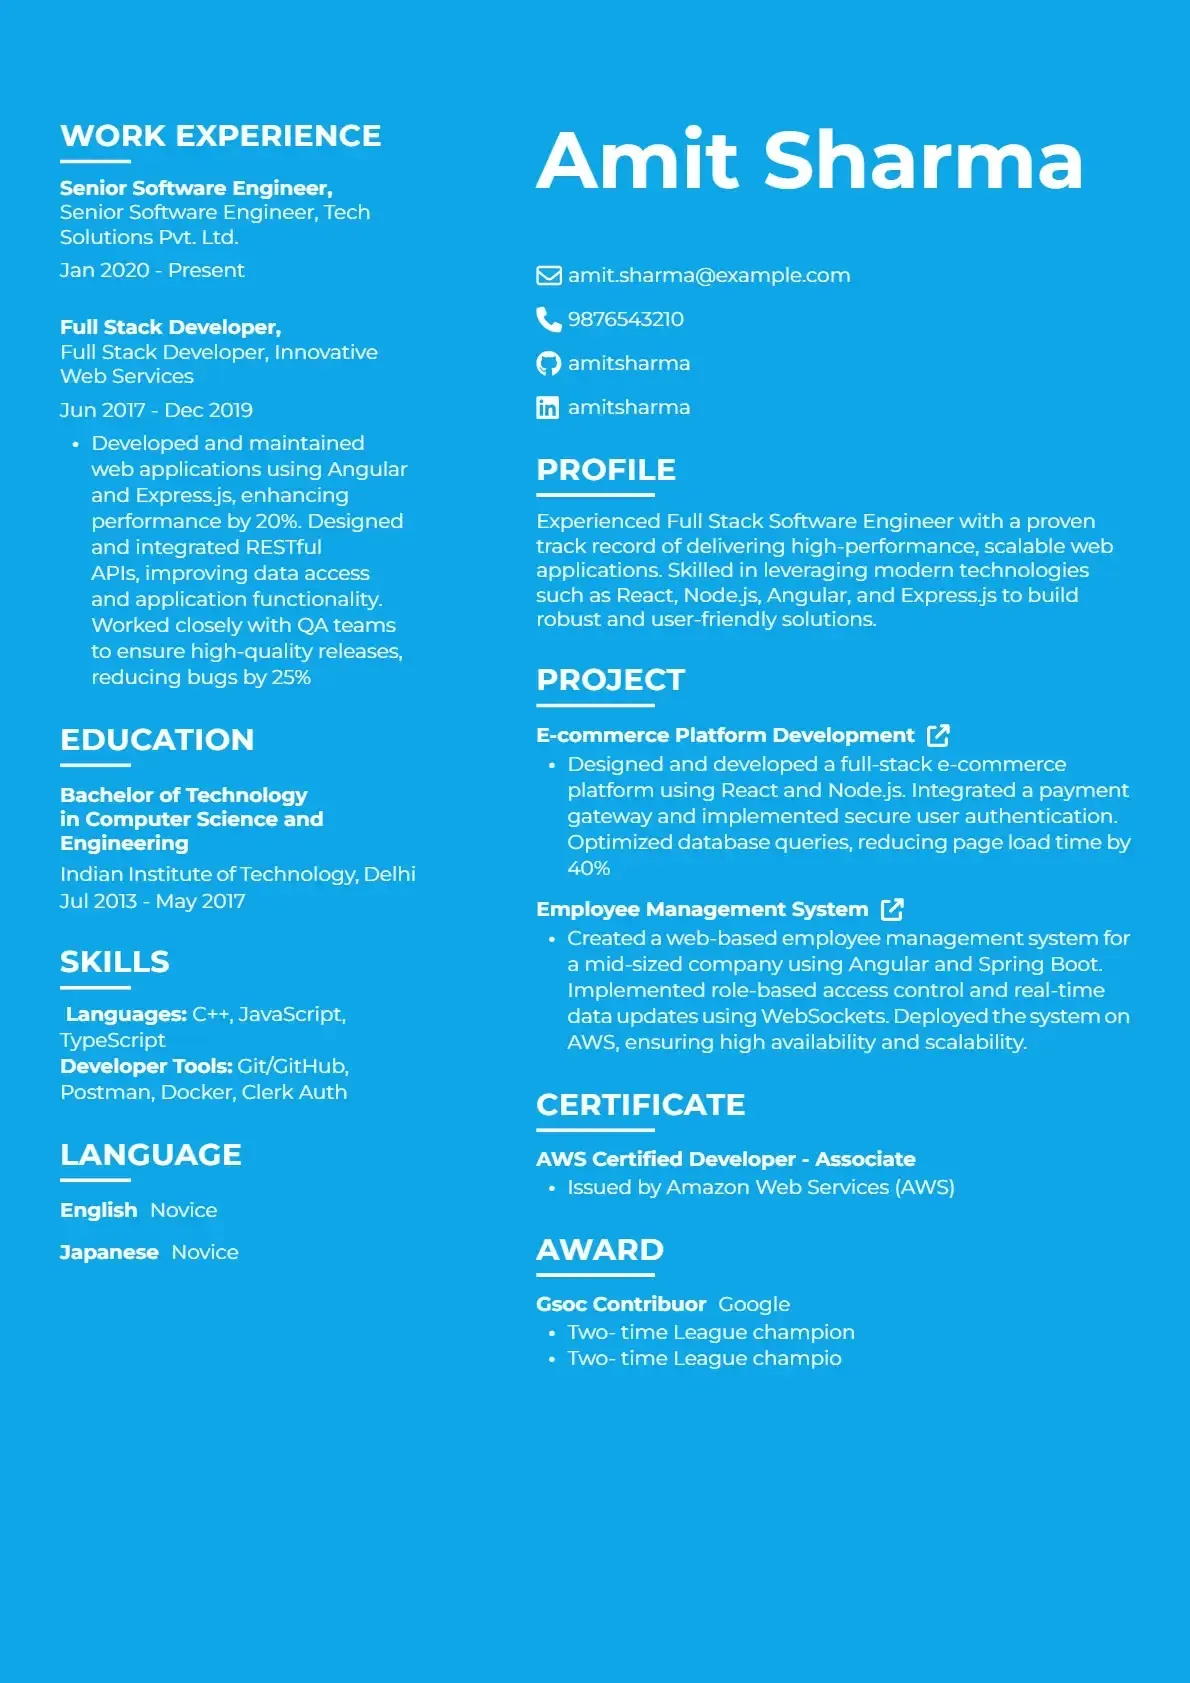 WORK EXPERIENCE
Senior Software Engineer,
Senior Software Engineer, Tech
Solutions Pvt. Ltd.
Jan 2020 - Present
Full Stack Developer,
Full Stack Developer, Innovative
Web Services
Jun 2017 - Dec 2019
• Developed and maintained
web applications using Angular
and Express.js, enhancing
performance by 20%. Designed
and integrated RESTful
APIs, improving data access
and application functionality.
Worked closely with QA teams
to ensure high-quality releases,
reducing bugs by 25%
EDUCATION
Bachelor of Technology
in Computer Science and
Engineering
Indian Institute of Technology, Delhi
Jul 2013 - May 2017
SKILLS
Languages: C++, JavaScript,
TypeScript
Developer Tools: Git/GitHub,
Postman, Docker, Clerk Auth
LANGUAGE
English Novice
Japanese Novice
Amit Sharma
amit.sharma@example.com
9876543210
amitsharma
amitsharma
PROFILE
Experienced Full Stack Software Engineer with a proven
track record of delivering high-performance, scalable web
applications. Skilled in leveraging modern technologies
such as React, Node.js, Angular, and Express.js to build
robust and user-friendly solutions.
PROJECT
E-commerce Platform Development
• Designed and developed a full-stack e-commerce
platform using React and Node.js. Integrated a payment
gateway and implemented secure user authentication.
Optimized database queries, reducing page load time by
40%
Employee Management System
• Created a web-based employee management system for
a mid-sized company using Angular and Spring Boot.
Implemented role-based access control and real-time
data updates using WebSockets. Deployed the system on
AWS, ensuring high availability and scalability.
CERTIFICATE
AWS Certified Developer - Associate
• Issued by Amazon Web Services (AWS)
AWARD
Gsoc Contribuor Google
• Two- time League champion
• Two- time League champio